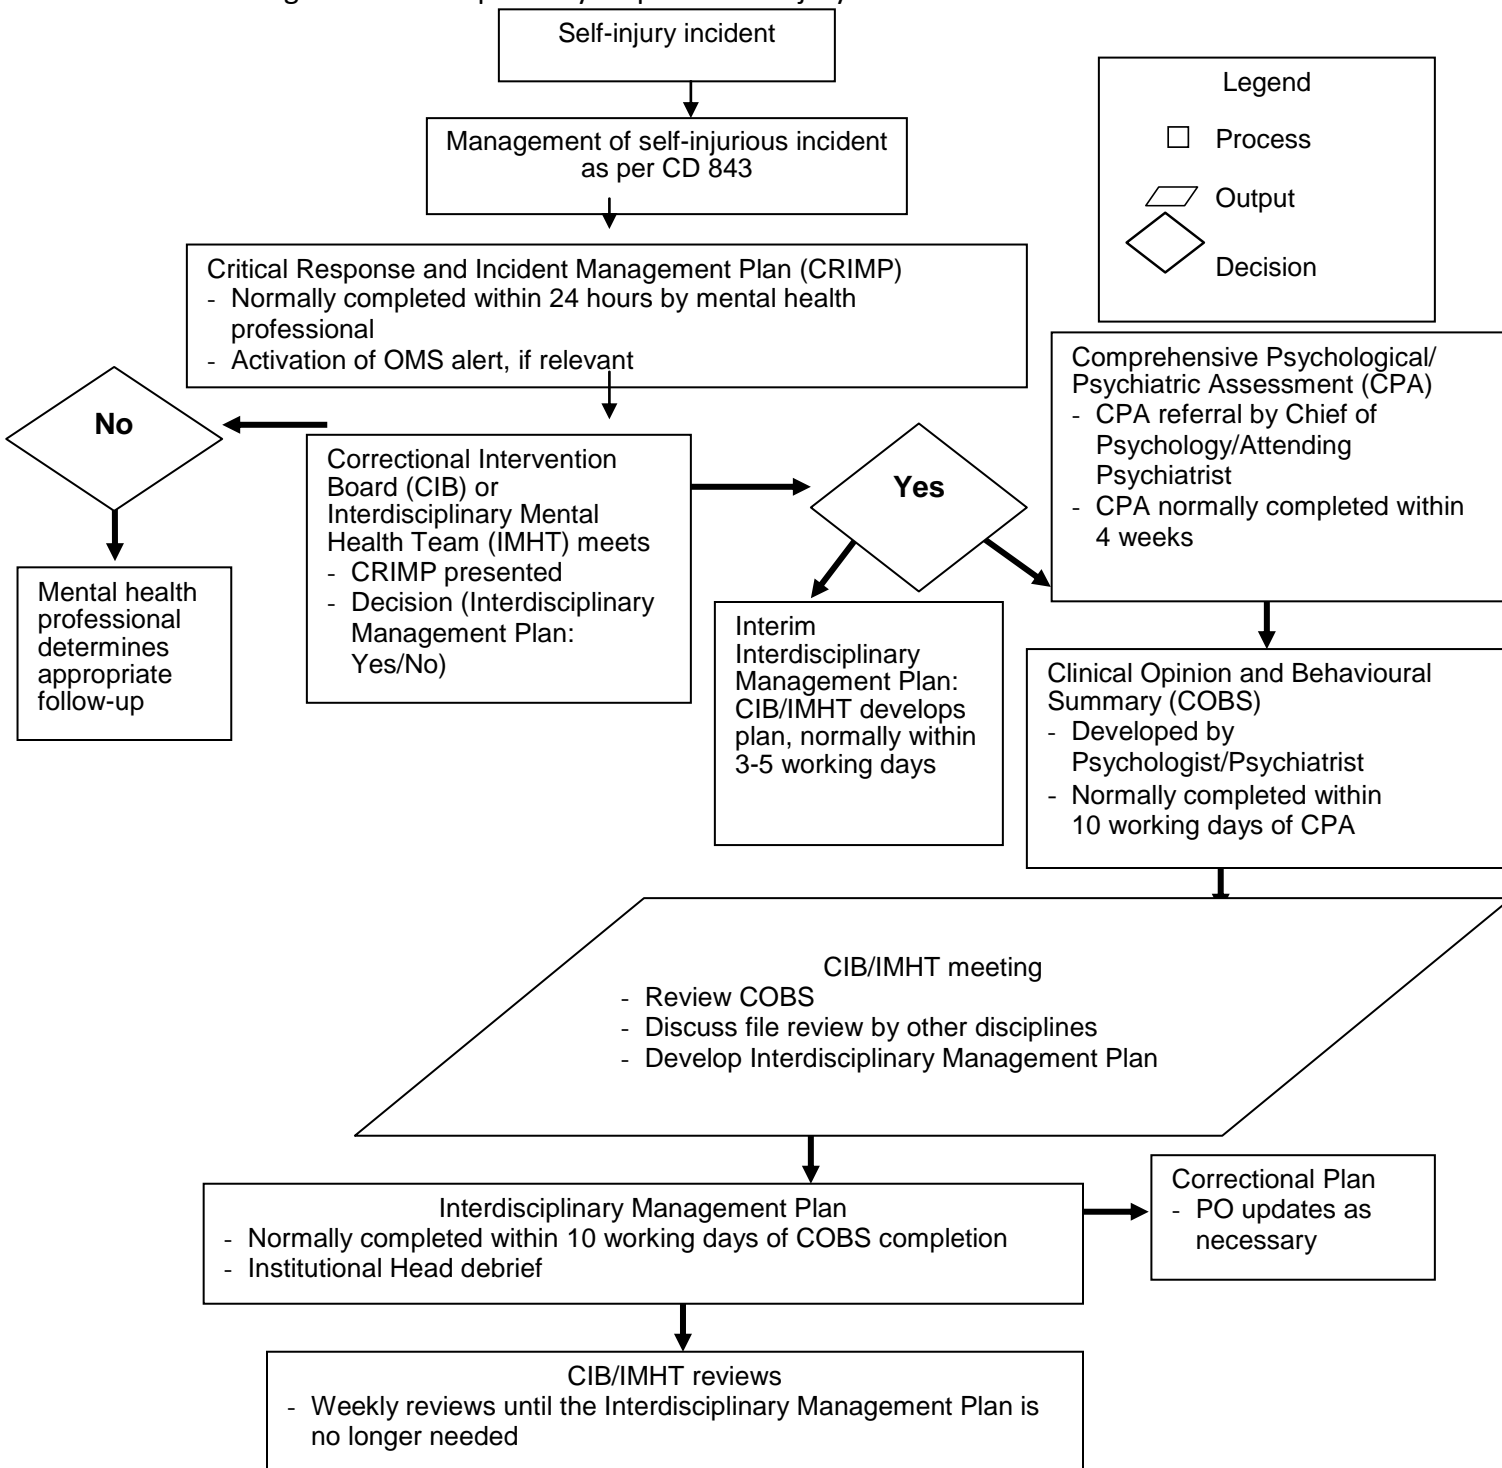 Self-injury incident
Management of self-injurious incident
as per CD 843
Legend
Process
Output
Decision
Critical Response and Incident Management Plan (CRIMP)
- Normally completed within 24 hours by mental health
professional
- Activation of OMS alert, if relevant
No
Correctional Intervention
Board (CIB) or
Interdisciplinary Mental
Health Team (IMHT) meets
- CRIMP presented
- Decision (Interdisciplinary
Management Plan:
Yes/No)
Yes
Comprehensive Psychological/
Psychiatric Assessment (CPA)
- CPA referral by Chief of
Psychology/Attending
Psychiatrist
- CPA normally completed within
4 weeks
Mental health
professional
determines
appropriate
follow-up
Interim
Interdisciplinary
Management Plan:
CIB/IMHT develops
plan, normally within
3-5 working days
Clinical Opinion and Behavioural
Summary (COBS)
- Developed by
Psychologist/Psychiatrist
- Normally completed within
10 working days of CPA
CIB/IMHT meeting
- Review COBS
- Discuss file review by other disciplines
- Develop Interdisciplinary Management Plan
Interdisciplinary Management Plan
- Normally completed within 10 working days of COBS completion
- Institutional Head debrief
Correctional Plan
- PO updates as
necessary
CIB/IMHT reviews
- Weekly reviews until the Interdisciplinary Management Plan is
no longer needed